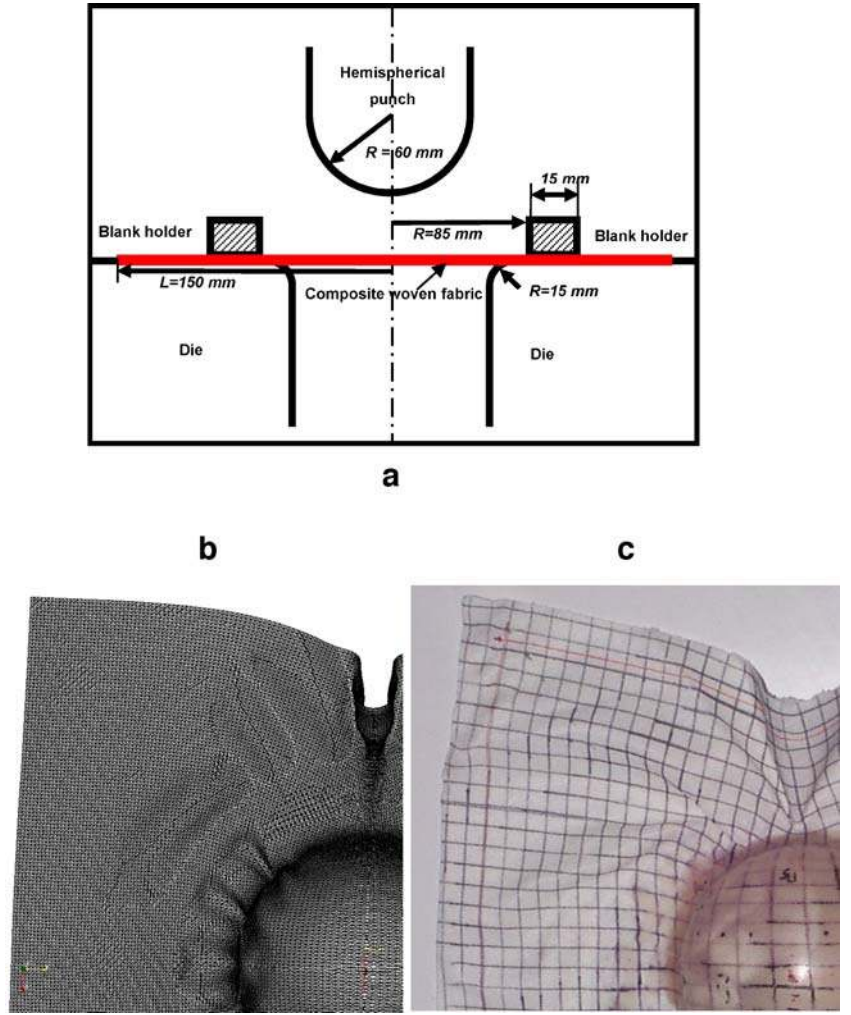 Hemispherical
punch
R = 60 mm
15 mm
Blank holder
R=85 mm
Blank holder
L=150 mm
Composite woven fabric
R=15 mm
Die
Die
a
b
c